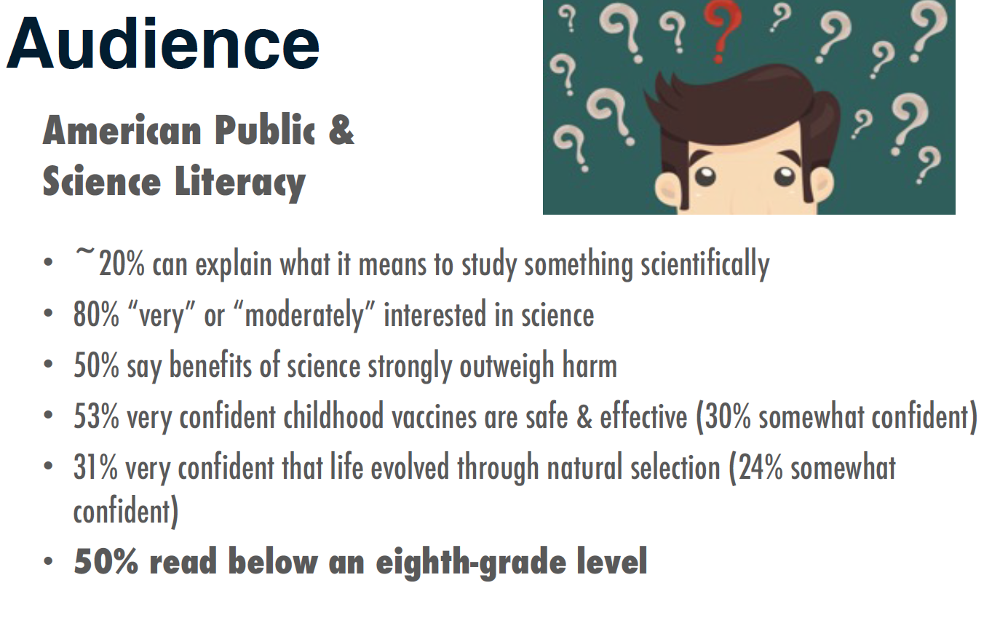 Audience
American Public &
Science Literacy
• ~20% can explain what it means to study something scientifically
• 80% “very” or “moderately” interested in science
• 50% say benefits of science strongly outweigh harm
• 53% very confident childhood vaccines are safe & effective (30% somewhat confident)
• 31% very confident that life evolved through natural selection (24% somewhat
confident)
• 50% read below an eighth-grade level